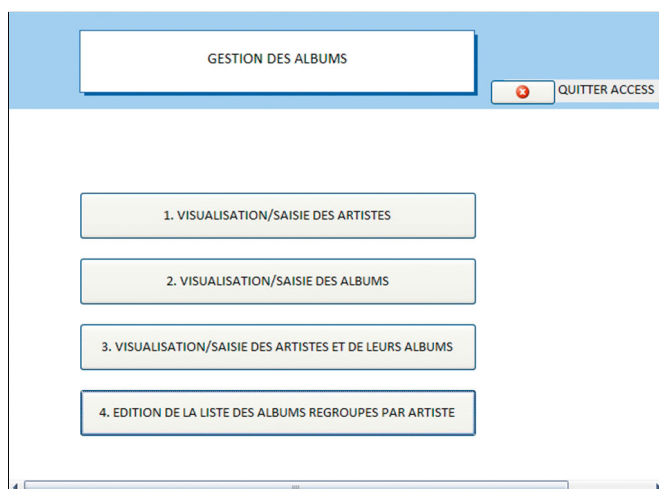 GESTION DES ALBUMS
QUITTER ACCESS
1. VISUALISATION/SAISIE DES ARTISTES
2. VISUALISATION/SAISIE DES ALBUMS
3. VISUALISATION/SAISIE DES ARTISTES ET DE LEURS ALBUMS
4. EDITION DE LA LISTE DES ALBUMS REGROUPES PAR ARTISTE